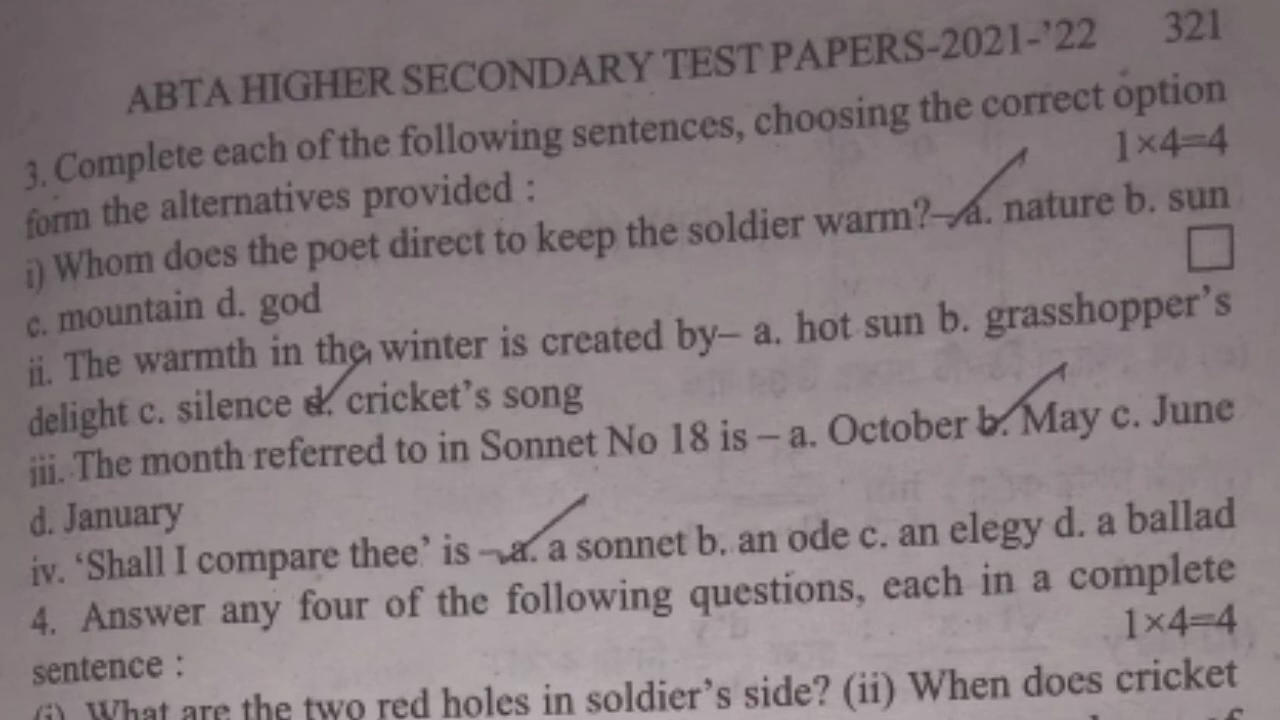 ABTA HIGHER SECONDARY TEST PAPERS-2021-'22 321
3. Complete each of the following sentences, choosing the correct option
form the alternatives provided : 1×4=4
i) Whom does the poet direct to keep the soldier warm?– a. nature b. sun
c. mountain d. god
ii. The warmth in the winter is created by– a. hot sun b. grasshopper's
delight c. silence d. cricket's song
iii. The month referred to in Sonnet No 18 is – a. October b. May c. June
d. January
iv. 'Shall I compare thee' is – a. a sonnet b. an ode c. an elegy d. a ballad
4. Answer any four of the following questions, each in a complete
sentence : 1×4=4
(i) What are the two red holes in soldier's side? (ii) When does cricket